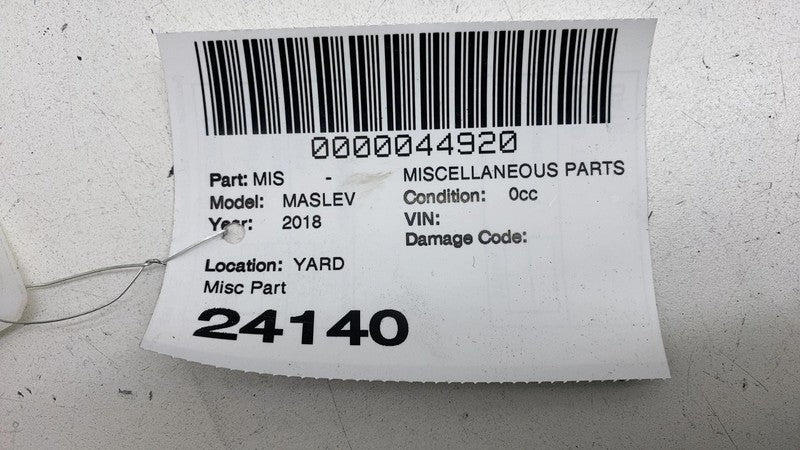 0000044920
Part: MIS - MISCELLANEOUS PARTS
Model: MASLEV Condition: 0cc
Year: 2018 VIN:
Damage Code:
Location: YARD
Misc Part
24140